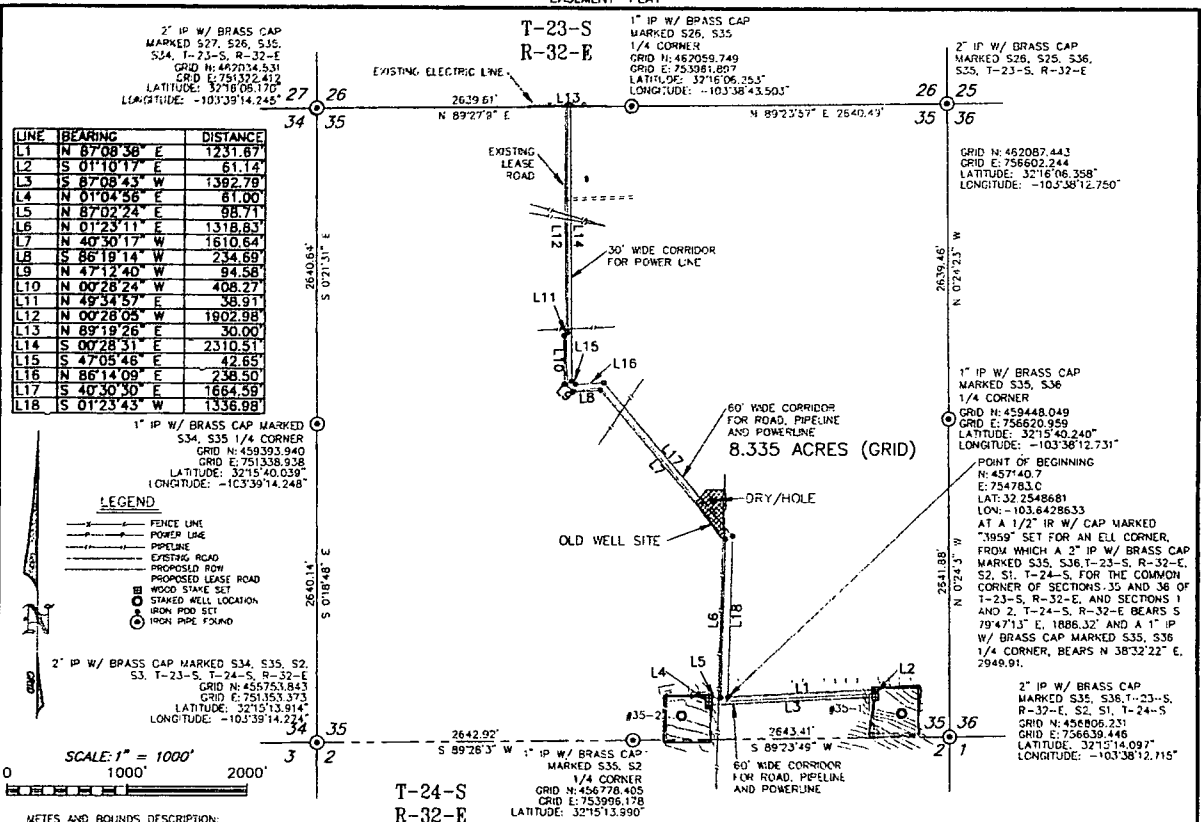 EASEMENT PLAT
T-23-S
R-32-E
2" IP W/ BRASS CAP
MARKED S27, S26, S35,
S34, T-23-S, R-32-E
GRID N: 462034.531
GRID E: 751322.412
LATITUDE: 32°16'06.170"
LONGITUDE: -103°39'14.245"
1" IP W/ BRASS CAP
MARKED S26, S35
1/4 CORNER
GRID N: 462059.749
GRID E: 753961.897
LATITUDE: 32°16'06.253"
LONGITUDE: -103°38'43.503"
2" IP W/ BRASS CAP
MARKED S26, S25, S36,
S35, T-23-S, R-32-E
27 26
34 35
EXISTING ELECTRIC LINE
2639.61'
N 89°27'9" E
L13
N 89°23'57" E 2640.49'
26 25
35 36
GRID N: 462087.443
GRID E: 756602.244
LATITUDE: 32°16'06.358"
LONGITUDE: -103°38'12.750"
LINE BEARING DISTANCE
L1 N 87°08'38" E 1231.67'
L2 S 01°10'17" E 61.14'
L3 S 87°08'43" W 1392.79'
L4 N 01°04'56" E 61.00'
L5 N 87°02'24" E 98.71'
L6 N 01°23'11" E 1318.83'
L7 N 40°30'17" W 1610.64'
L8 S 86°19'14" W 234.69'
L9 N 47°12'40" W 94.58'
L10 N 00°28'24" W 408.27'
L11 N 49°34'57" E 38.91'
L12 N 00°28'05" W 1902.98'
L13 N 89°19'26" E 30.00'
L14 S 00°28'31" E 2310.51'
L15 S 47°05'46" E 42.65'
L16 N 86°14'09" E 238.50'
L17 S 40°30'30" E 1664.59'
L18 S 01°23'43" W 1336.98'
2640.64'
S 0°21'31" E
EXISTING
LEASE
ROAD
L12
L14
30' WIDE CORRIDOR
FOR POWER LINE
2639.46'
N 0°24'23" W
L11
L10
L15
L16
L9
L8
1" IP W/ BRASS CAP MARKED
S34, S35 1/4 CORNER
GRID N: 459393.940
GRID E: 751338.938
LATITUDE: 32°15'40.039"
LONGITUDE: -103°39'14.248"
1" IP W/ BRASS CAP
MARKED S35, S36
1/4 CORNER
GRID N: 459448.049
GRID E: 756620.959
LATITUDE: 32°15'40.240"
LONGITUDE: -103°38'12.731"
60' WIDE CORRIDOR
FOR ROAD, PIPELINE
AND POWERLINE
8.335 ACRES (GRID)
L17
L7
DRY/HOLE
OLD WELL SITE
LEGEND
FENCE LINE
POWER LINE
PIPELINE
EXISTING ROAD
PROPOSED ROW
PROPOSED LEASE ROAD
WOOD STAKE SET
STAKED WELL LOCATION
IRON ROD SET
IRON PIPE FOUND
GRID
2640.14'
S 0°18'48" E
POINT OF BEGINNING
N: 457140.7
E: 754783.0
LAT: 32.2548681
LON: -103.6428633
AT A 1/2" IR W/ CAP MARKED
"3959" SET FOR AN ELL CORNER,
FROM WHICH A 2" IP W/ BRASS CAP
MARKED S35, S36, T-23-S, R-32-E,
S2, S1, T-24-S, FOR THE COMMON
CORNER OF SECTIONS 35 AND 36 OF
T-23-S, R-32-E, AND SECTIONS 1
AND 2, T-24-S, R-32-E BEARS S
79°47'13" E, 1886.32' AND A 1" IP
W/ BRASS CAP MARKED S35, S36
1/4 CORNER, BEARS N 38°32'22" E,
2949.91.
2641.88'
N 0°24'3" W
L6
L18
L4
L5
L1
L3
L2
#35-2
#35-1
2" IP W/ BRASS CAP MARKED S34, S35, S2,
S3, T-23-S, T-24-S, R-32-E
GRID N: 456753.843
GRID E: 751353.373
LATITUDE: 32°15'13.914"
LONGITUDE: -103°39'14.224"
34 35
3 2
2642.92'
S 89°28'3" W
2643.41'
S 89°23'49" W
35 36
2 1
2" IP W/ BRASS CAP
MARKED S35, S36, T-23-S,
R-32-E, S2, S1, T-24-S
GRID N: 456806.231
GRID E: 756639.446
LATITUDE: 32°15'14.097"
LONGITUDE: -103°38'12.715"
1" IP W/ BRASS CAP
MARKED S35, S2
1/4 CORNER
GRID N: 456778.405
GRID E: 753996.178
LATITUDE: 32°15'13.990"
60' WIDE CORRIDOR
FOR ROAD, PIPELINE
AND POWERLINE
SCALE: 1" = 1000'
0 1000' 2000'
T-24-S
R-32-E
METES AND BOUNDS DESCRIPTION: